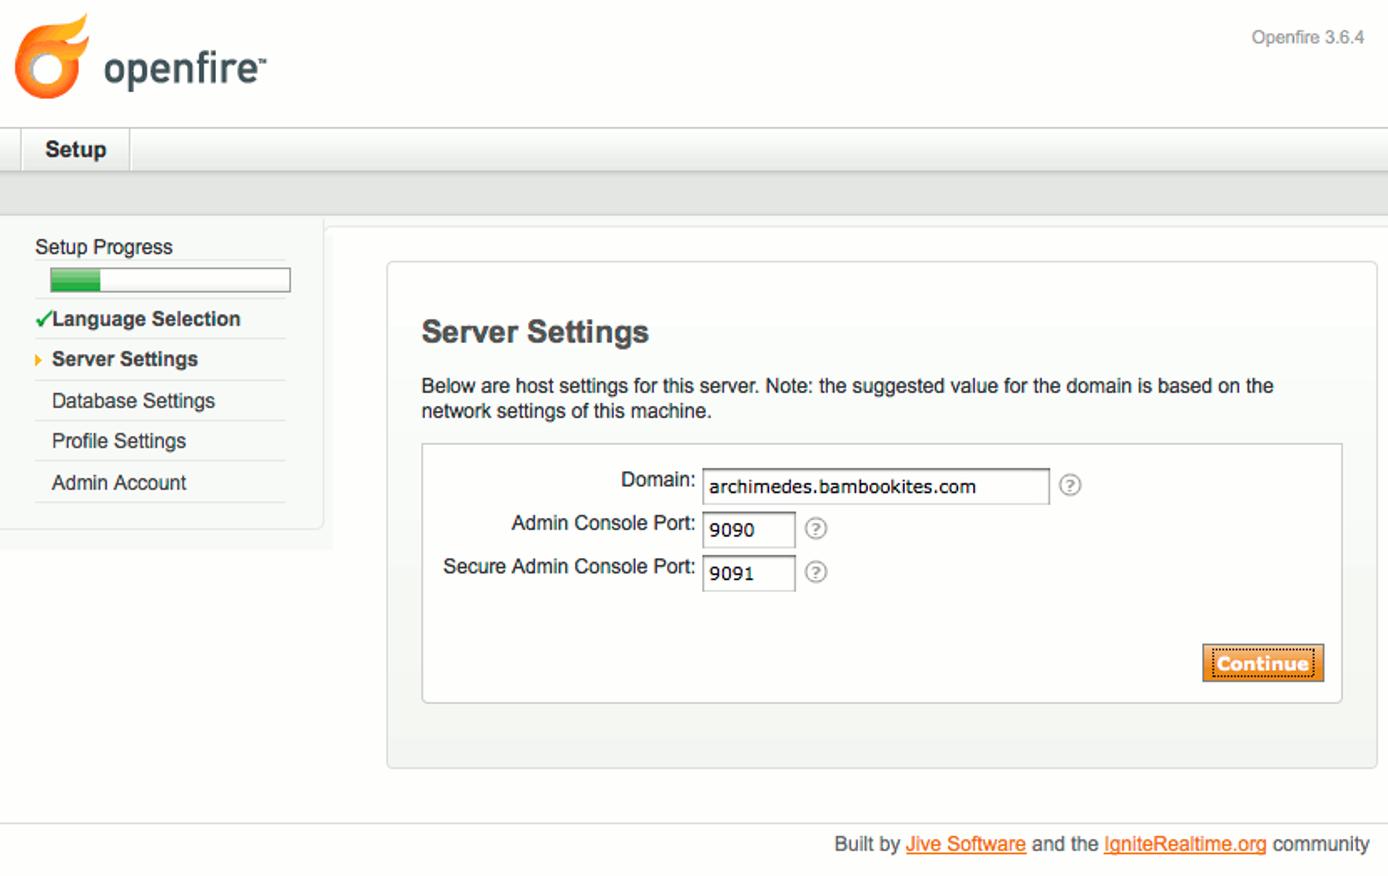 openfire™
Openfire 3.6.4
Setup
Setup Progress
Language Selection
Server Settings
Database Settings
Profile Settings
Admin Account
Server Settings
Below are host settings for this server. Note: the suggested value for the domain is based on the
network settings of this machine.
Domain: archimedes.bambookites.com ?
Admin Console Port: 9090 ?
Secure Admin Console Port: 9091 ?
Continue
Built by Jive Software and the IgniteRealtime.org community